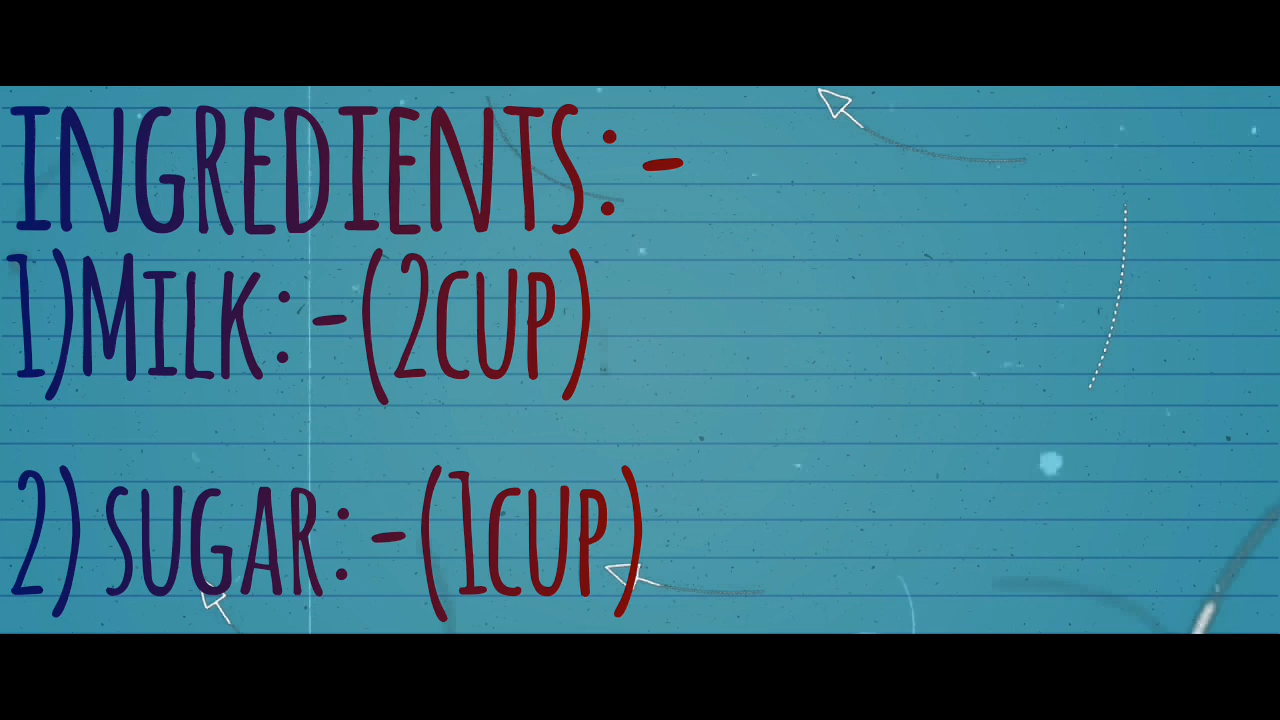 INGREDIENTS:-
1)MILK:-(2CUP)
2) SUGAR:-(1CUP)